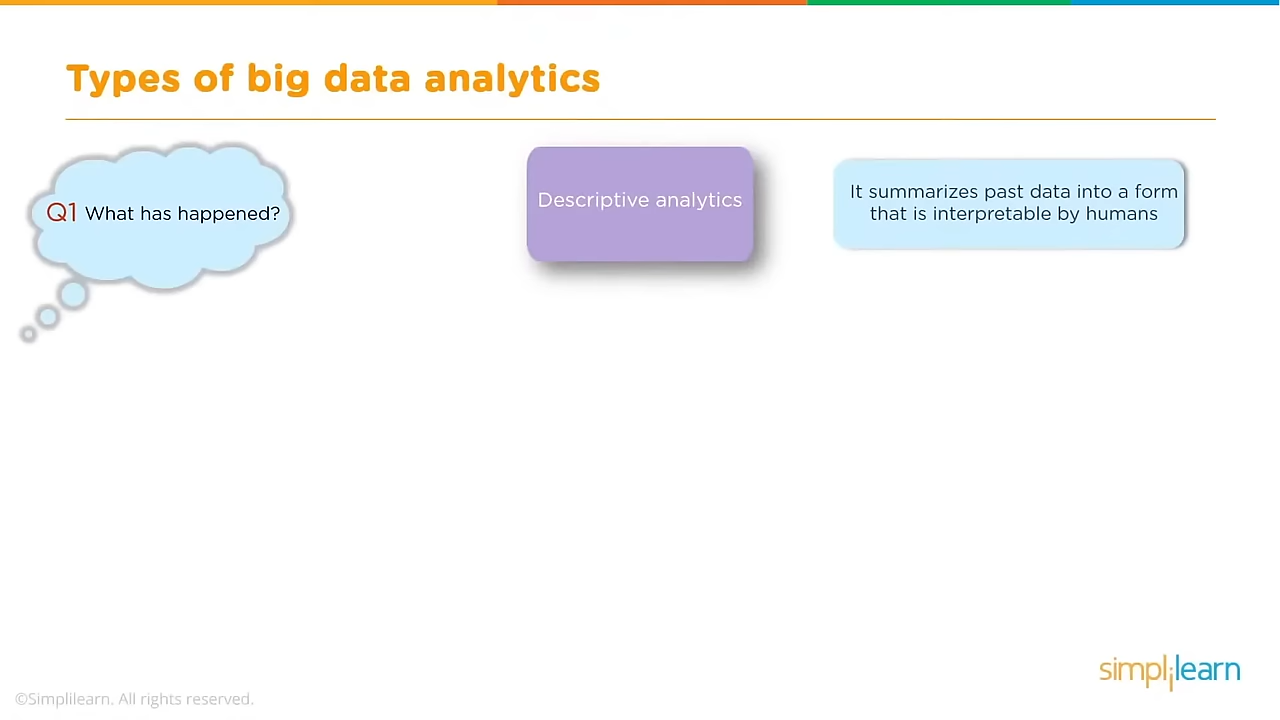 Types of big data analytics
Q1 What has happened?
Descriptive analytics
It summarizes past data into a form
that is interpretable by humans
simplilearn
©Simplilearn. All rights reserved.